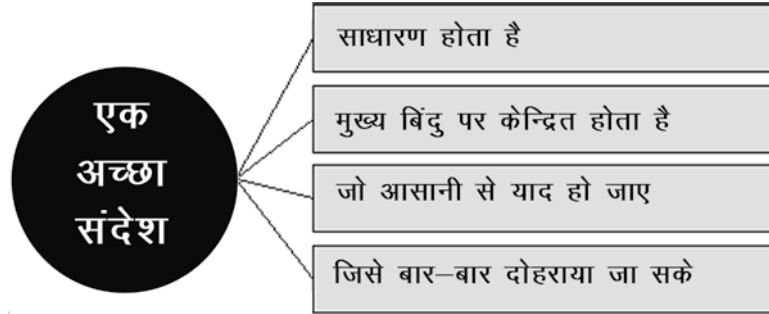 एक
अच्छा
संदेश
साधारण होता है
मुख्य बिंदु पर केन्द्रित होता है
जो आसानी से याद हो जाए
जिसे बार–बार दोहराया जा सके